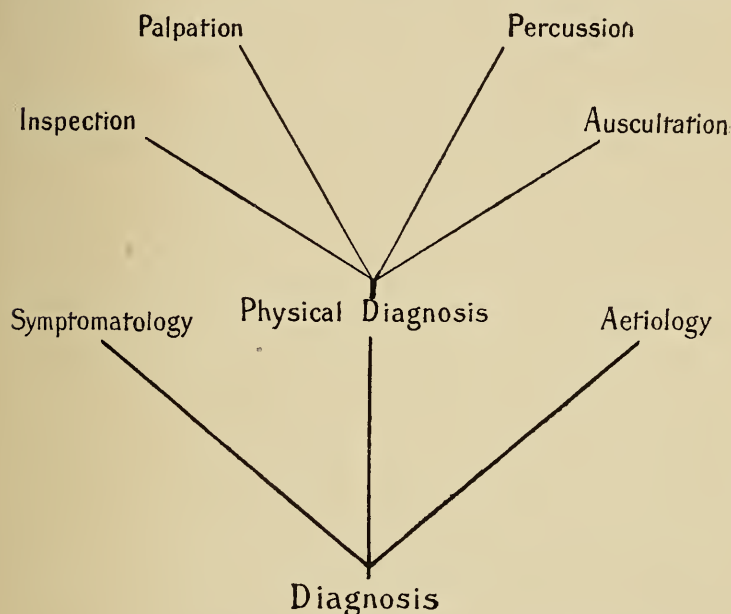 Palpation Percussion
Inspection Auscultation
Symptomatology Physical Diagnosis Aetiology
Diagnosis